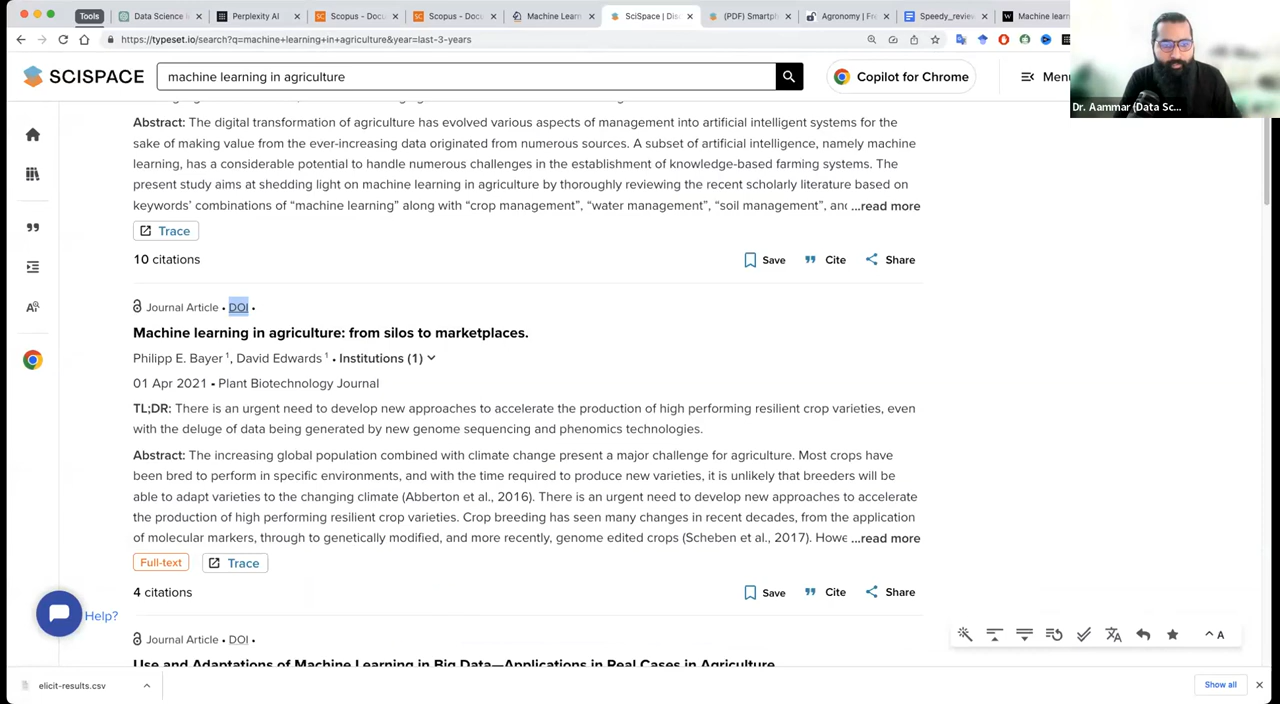 Tools
Data Science
Perplexity AI
Scopus - Docu
Scopus - Docu
Machine Learn
SciSpace | Disc
(PDF) Smartph
Agronomy | Fre
Speedy_review
Machine learn
https://typeset.io/search?q=machine+learning+in+agriculture&year=last-3-years
SCISPACE
machine learning in agriculture
Copilot for Chrome
Menu
Dr. Aammar (Data Sc...
Abstract: The digital transformation of agriculture has evolved various aspects of management into artificial intelligent systems for the
sake of making value from the ever-increasing data originated from numerous sources. A subset of artificial intelligence, namely machine
learning, has a considerable potential to handle numerous challenges in the establishment of knowledge-based farming systems. The
present study aims at shedding light on machine learning in agriculture by thoroughly reviewing the recent scholarly literature based on
keywords' combinations of “machine learning” along with “crop management”, “water management”, “soil management”, and ...read more
Trace
10 citations
Save Cite Share
Journal Article • DOI •
Machine learning in agriculture: from silos to marketplaces.
Philipp E. Bayer 1, David Edwards 1 • Institutions (1)
01 Apr 2021 • Plant Biotechnology Journal
TL;DR: There is an urgent need to develop new approaches to accelerate the production of high performing resilient crop varieties, even
with the deluge of data being generated by new genome sequencing and phenomics technologies.
Abstract: The increasing global population combined with climate change present a major challenge for agriculture. Most crops have
been bred to perform in specific environments, and with the time required to produce new varieties, it is unlikely that breeders will be
able to adapt varieties to the changing climate (Abberton et al., 2016). There is an urgent need to develop new approaches to accelerate
the production of high performing resilient crop varieties. Crop breeding has seen many changes in recent decades, from the application
of molecular markers, through to genetically modified, and more recently, genome edited crops (Scheben et al., 2017). Howe ...read more
Full-text Trace
4 citations
Save Cite Share
Help?
Journal Article • DOI •
Use and Adaptations of Machine Learning in Big Data—Applications in Real Cases in Agriculture
A
elicit-results.csv
Show all